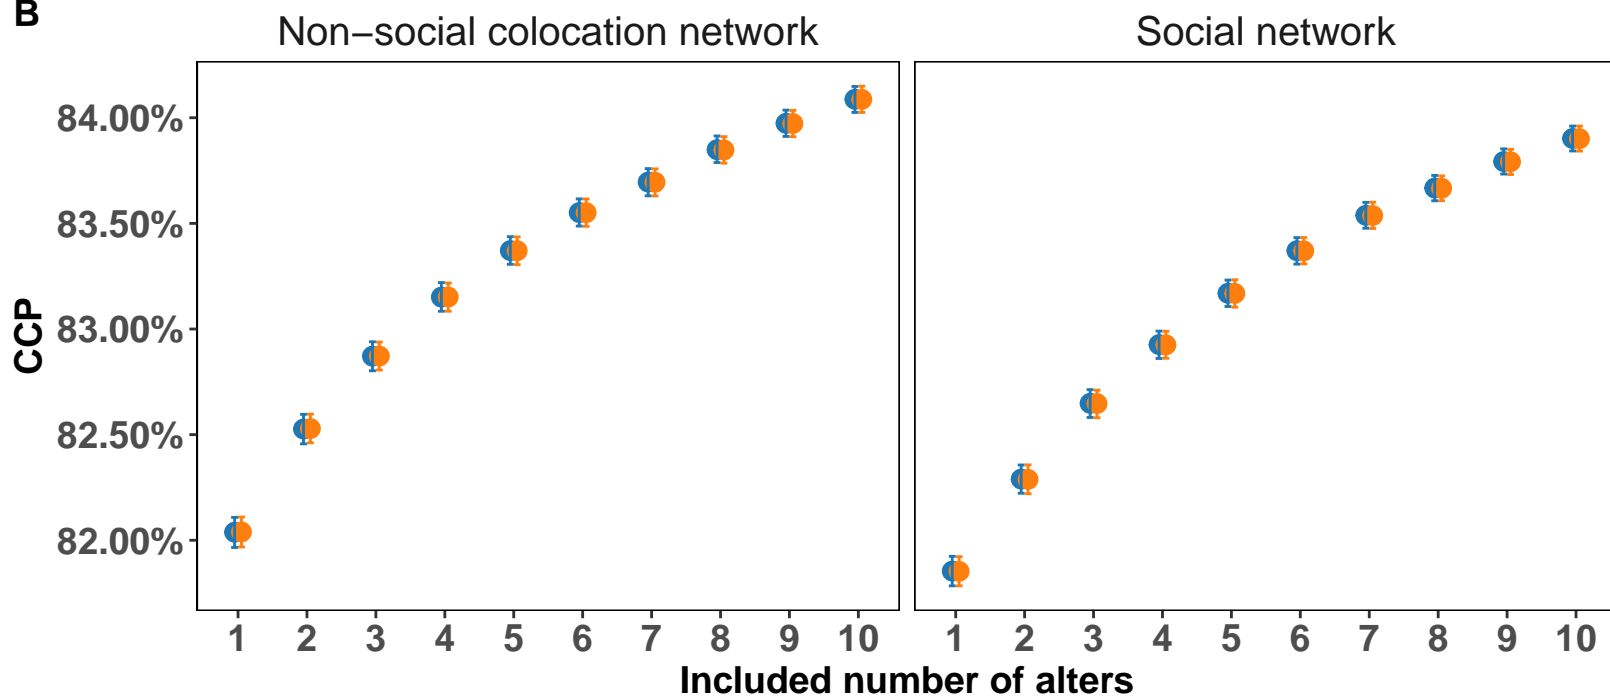 B
Non−social colocation network
Social network
CCP
84.00%
83.50%
83.00%
82.50%
82.00%
1 2 3 4 5 6 7 8 9 10
1 2 3 4 5 6 7 8 9 10
Included number of alters